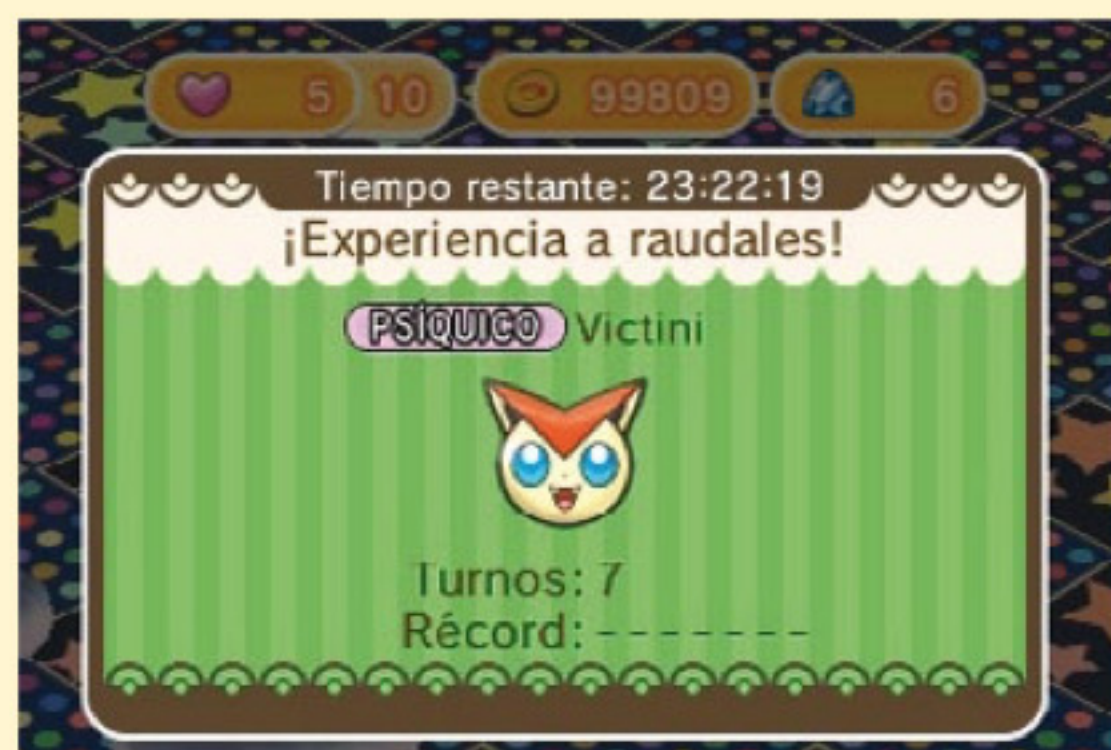 5 10 99809 6
Tiempo restante: 23:22:19
¡Experiencia a raudales!
PSÍQUICO Victini
Turnos: 7
Récord: -------